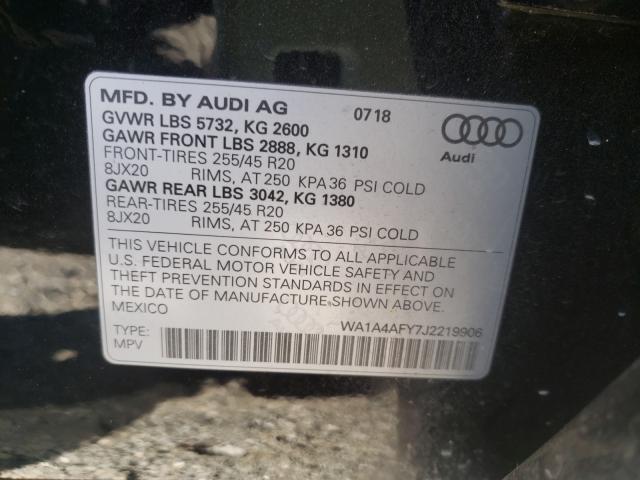 MFD. BY AUDI AG 0718
GVWR LBS 5732, KG 2600
GAWR FRONT LBS 2888, KG 1310
FRONT-TIRES 255/45 R20
8JX20 RIMS, AT 250 KPA 36 PSI COLD
GAWR REAR LBS 3042, KG 1380
REAR-TIRES 255/45 R20
8JX20 RIMS, AT 250 KPA 36 PSI COLD
Audi
THIS VEHICLE CONFORMS TO ALL APPLICABLE
U.S. FEDERAL MOTOR VEHICLE SAFETY AND
THEFT PREVENTION STANDARDS IN EFFECT ON
THE DATE OF MANUFACTURE SHOWN ABOVE.
MEXICO
WA1A4AFY7J2219906
TYPE:
MPV